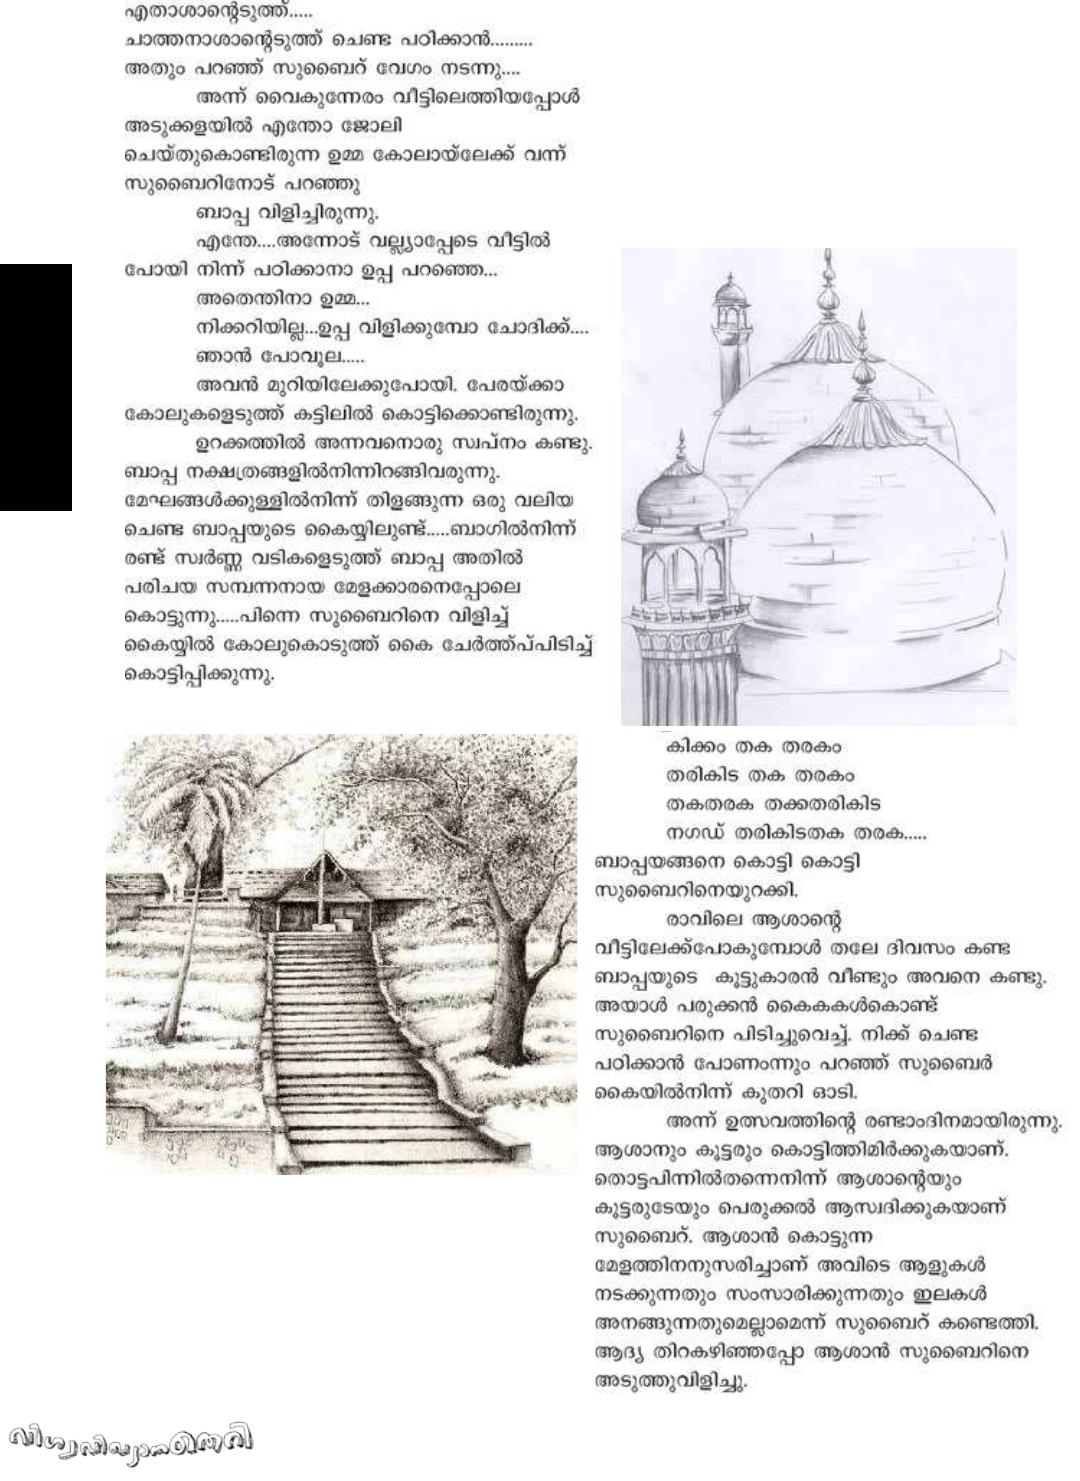 എതാശാന്റെടുത്ത്.....
ചാത്തനാശാന്റെടുത്ത് ചെണ്ട പഠിക്കാൻ.........
അതും പറഞ്ഞ് സുബൈറ് വേഗം നടന്നു....
അന്ന് വൈകുന്നേരം വീട്ടിലെത്തിയപ്പോൾ
അടുക്കളയിൽ എന്തോ ജോലി
ചെയ്തുകൊണ്ടിരുന്ന ഉമ്മ കോലായ്‌ലേക്ക് വന്ന്
സുബൈറിനോട് പറഞ്ഞു
ബാപ്പ വിളിച്ചിരുന്നു.
എന്തേ....അന്നോട് വല്ല്യാപ്പേടെ വീട്ടിൽ
പോയി നിന്ന് പഠിക്കാനാ ഉപ്പ പറഞ്ഞെ...
അതെന്തിനാ ഉമ്മ...
നിക്കറിയില്ല...ഉപ്പ വിളിക്കുമ്പോ ചോദിക്ക്....
ഞാൻ പോവൂല.....
അവൻ മുറിയിലേക്കുപോയി. പേരയ്ക്കാ
കോലുകളെടുത്ത് കട്ടിലിൽ കൊട്ടിക്കൊണ്ടിരുന്നു.
ഉറക്കത്തിൽ അന്നവനൊരു സ്വപ്നം കണ്ടു.
ബാപ്പ നക്ഷത്രങ്ങളിൽനിന്നിറങ്ങിവരുന്നു.
മേഘങ്ങൾക്കുള്ളിൽനിന്ന് തിളങ്ങുന്ന ഒരു വലിയ
ചെണ്ട ബാപ്പയുടെ കൈയ്യിലുണ്ട്.....ബാഗിൽനിന്ന്
രണ്ട് സ്വർണ്ണ വടികളെടുത്ത് ബാപ്പ അതിൽ
പരിചയ സമ്പന്നനായ മേളക്കാരനെപ്പോലെ
കൊട്ടുന്നു.....പിന്നെ സുബൈറിനെ വിളിച്ച്
കൈയ്യിൽ കോലുകൊടുത്ത് കൈ ചേർത്ത്പ്പിടിച്ച്
കൊട്ടിപ്പിക്കുന്നു.
കിക്കം തക തരകം
തരികിട തക തരകം
തകതരക തക്കതരികിട
നഗഡ് തരികിടതക തരക.....
ബാപ്പയങ്ങനെ കൊട്ടി കൊട്ടി
സുബൈറിനെയുറക്കി.
രാവിലെ ആശാന്റെ
വീട്ടിലേക്ക്പോകുമ്പോൾ തലേ ദിവസം കണ്ട
ബാപ്പയുടെ കൂട്ടുകാരൻ വീണ്ടും അവനെ കണ്ടു.
അയാൾ പരുക്കൻ കൈകകൾകൊണ്ട്
സുബൈറിനെ പിടിച്ചുവെച്ച്. നിക്ക് ചെണ്ട
പഠിക്കാൻ പോണംന്നും പറഞ്ഞ് സുബൈർ
കൈയിൽനിന്ന് കുതറി ഓടി.
അന്ന് ഉത്സവത്തിന്റെ രണ്ടാംദിനമായിരുന്നു.
ആശാനും കൂട്ടരും കൊട്ടിത്തിമിർക്കുകയാണ്.
തൊട്ടപിന്നിൽതന്നെനിന്ന് ആശാന്റെയും
കൂട്ടരുടേയും പെരുക്കൽ ആസ്വദിക്കുകയാണ്
സുബൈറ്. ആശാൻ കൊട്ടുന്ന
മേളത്തിനനുസരിച്ചാണ് അവിടെ ആളുകൾ
നടക്കുന്നതും സംസാരിക്കുന്നതും ഇലകൾ
അനങ്ങുന്നതുമെല്ലാമെന്ന് സുബൈറ് കണ്ടെത്തി.
ആദ്യ തിറകഴിഞ്ഞപ്പോ ആശാൻ സുബൈറിനെ
അടുത്തുവിളിച്ചു.